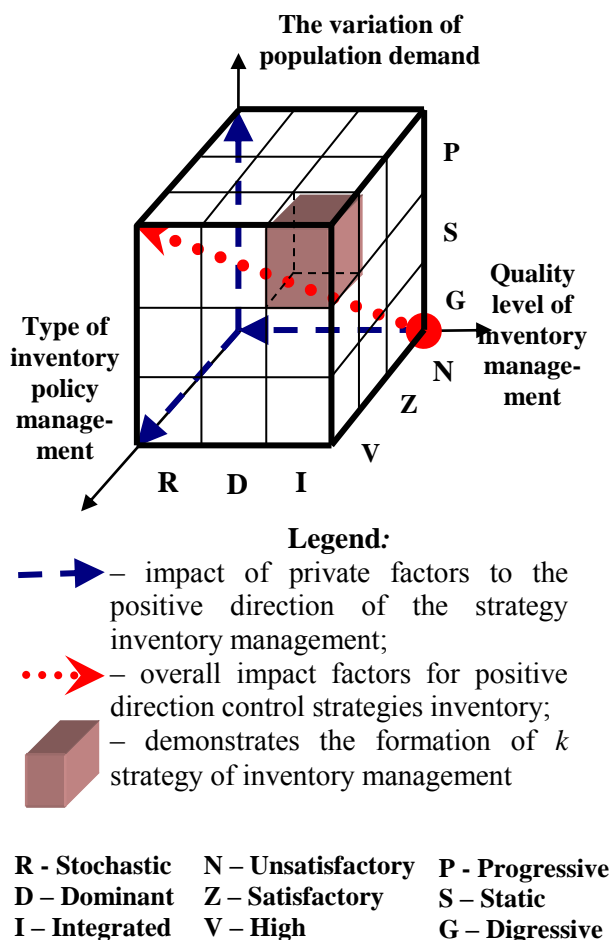 The variation of
population demand
P
S
G
Quality
level of
inventory
manage-
ment
N
Z
V
Type of
inventory
policy
manage-
ment
R D I
Legend:
– impact of private factors to the
positive direction of the strategy
inventory management;
– overall impact factors for positive
direction control strategies inventory;
– demonstrates the formation of k
strategy of inventory management
R - Stochastic N – Unsatisfactory P - Progressive
D – Dominant Z – Satisfactory S – Static
I – Integrated V – High G – Digressive